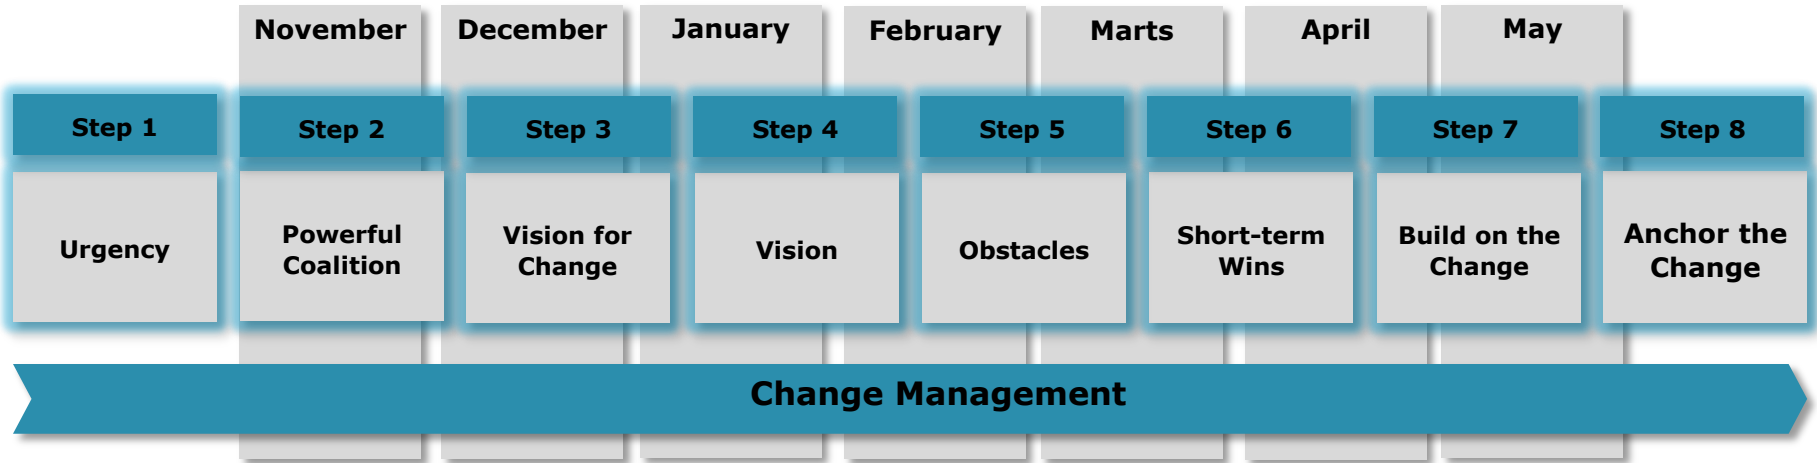 November
December
January
February
Marts
April
May
Step 1
Step 2
Step 3
Step 4
Step 5
Step 6
Step 7
Step 8
Urgency
Powerful
Coalition
Vision for
Change
Vision
Obstacles
Short-term
Wins
Build on the
Change
Anchor the
Change
Change Management